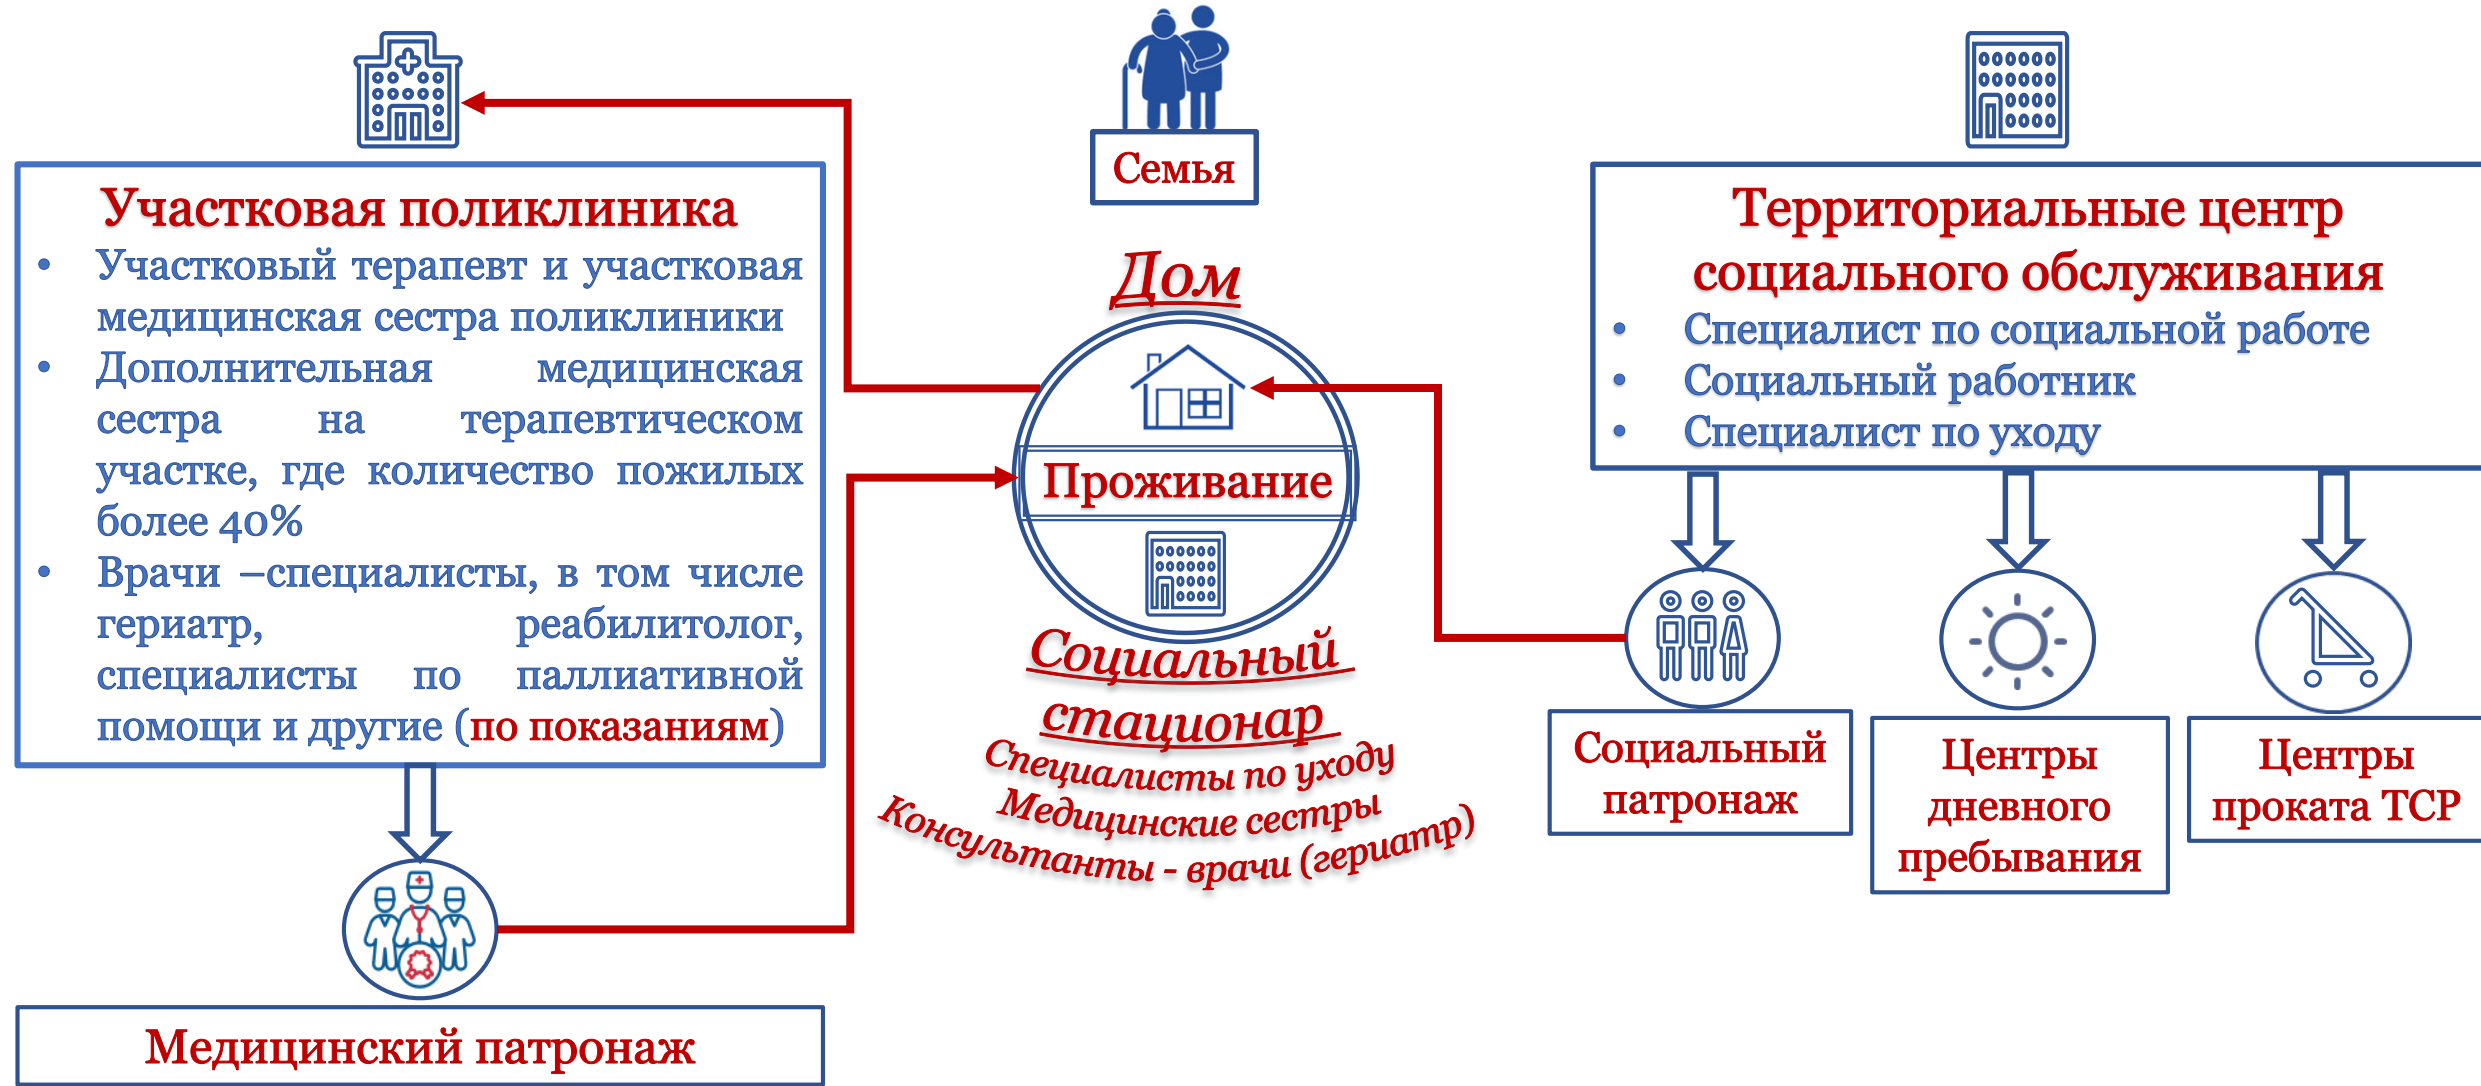 Участковая поликлиника
• Участковый терапевт и участковая
медицинская сестра поликлиники
• Дополнительная медицинская
сестра на терапевтическом
участке, где количество пожилых
более 40%
• Врачи –специалисты, в том числе
гериатр, реабилитолог,
специалисты по паллиативной
помощи и другие (по показаниям)
Медицинский патронаж
Семья
Дом
Проживание
Социальный
стационар
Специалисты по уходу
Медицинские сестры
Консультанты - врачи (гериатр)
Территориальные центр
социального обслуживания
• Специалист по социальной работе
• Социальный работник
• Специалист по уходу
Социальный
патронаж
Центры
дневного
пребывания
Центры
проката ТСР